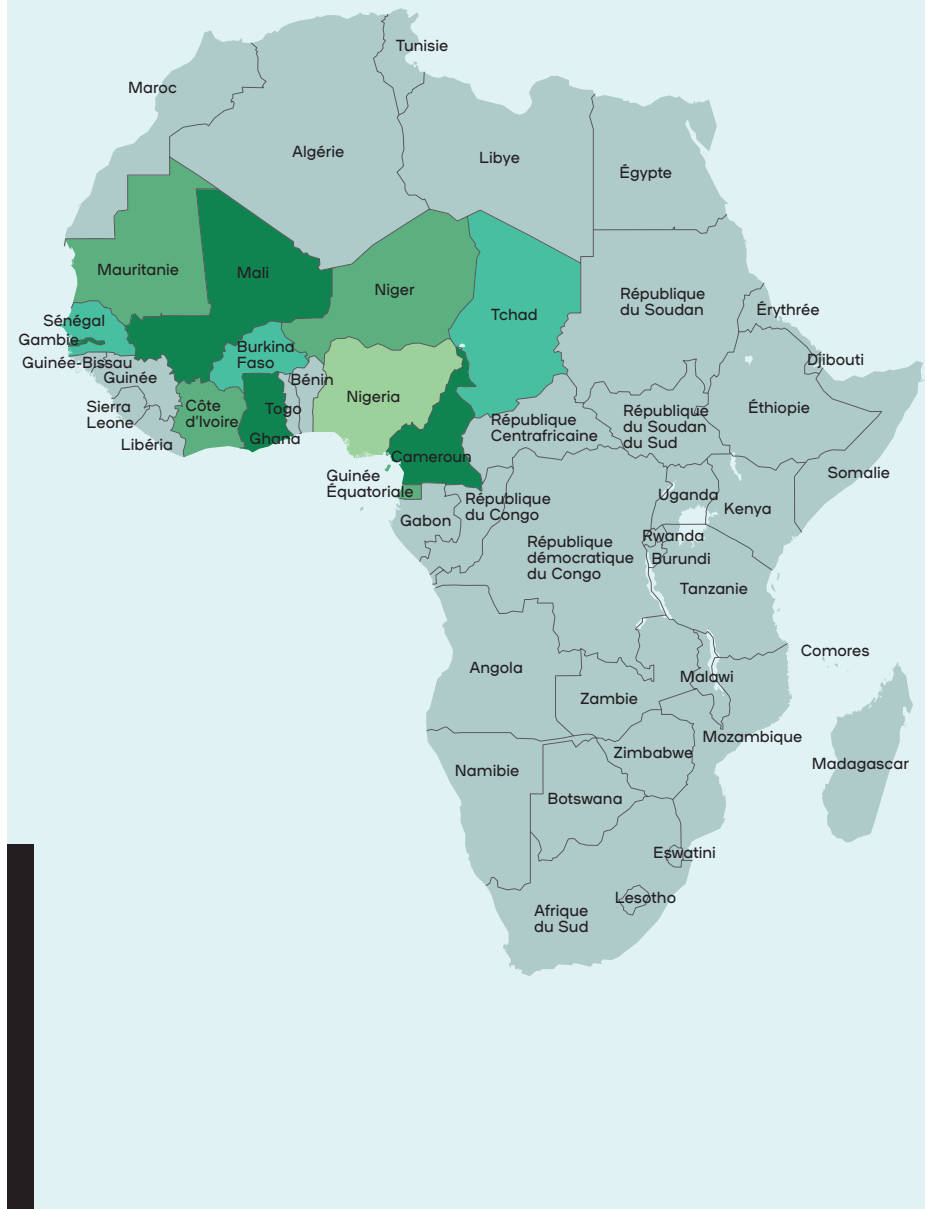 Tunisie
Maroc
Algérie
Libye
Égypte
Mauritanie
Mali
Niger
Tchad
République
du Soudan
Érythrée
Sénégal
Gambie
Burkina
Faso
Guinée-Bissau
Guinée
Bénin
Djibouti
Nigeria
Sierra
Leone
Côte
d'Ivoire
Togo
Ghana
Libéria
République
Centrafricaine
République
du Soudan
du Sud
Éthiopie
Cameroun
Somalie
Guinée
Équatoriale
République
du Congo
Uganda
Kenya
Gabon
Rwanda
République
démocratique
du Congo
Burundi
Tanzanie
Comores
Angola
Malawi
Zambie
Mozambique
Zimbabwe
Madagascar
Namibie
Botswana
Eswatini
Lesotho
Afrique
du Sud